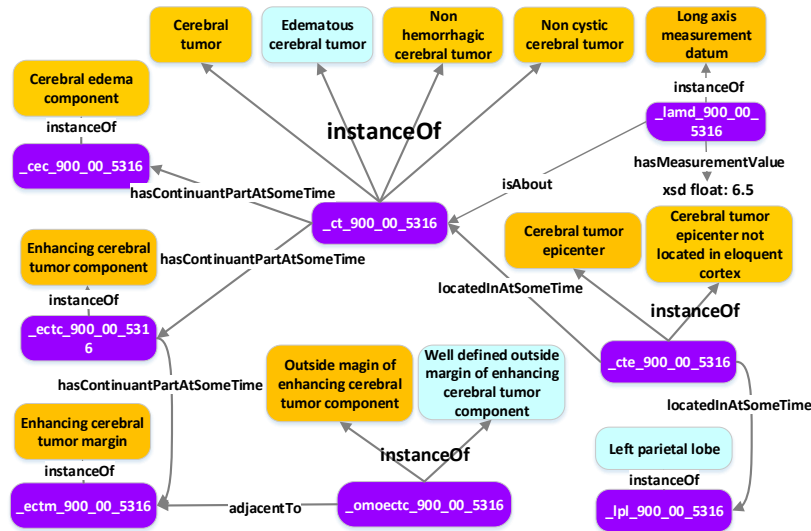 Cerebral
tumor
Edematous
cerebral tumor
Non
hemorrhagic
cerebral tumor
Non cystic
cerebral tumor
Long axis
measurement
datum
Cerebral edema
component
instanceOf
instanceOf
_cec_900_00_5316
instanceOf
_lamd_900_00_
5316
hasMeasurementValue
xsd float: 6.5
isAbout
hasContinuantPartAtSomeTime
_ct_900_00_5316
Cerebral tumor
epicenter
Cerebral tumor
epicenter not
located in eloquent
cortex
Enhancing cerebral
tumor component
hasContinuantPartAtSomeTime
locatedInAtSomeTime
instanceOf
instanceOf
_ectc_900_00_531
6
_cte_900_00_5316
hasContinuantPartAtSomeTime
Outside magin of
enhancing cerebral
tumor component
Well defined outside
margin of enhancing
cerebral tumor
component
locatedInAtSomeTime
Enhancing cerebral
tumor margin
instanceOf
instanceOf
Left parietal lobe
instanceOf
_ectm_900_00_5316
adjacentTo
_omoectc_900_00_5316
_lpl_900_00_5316